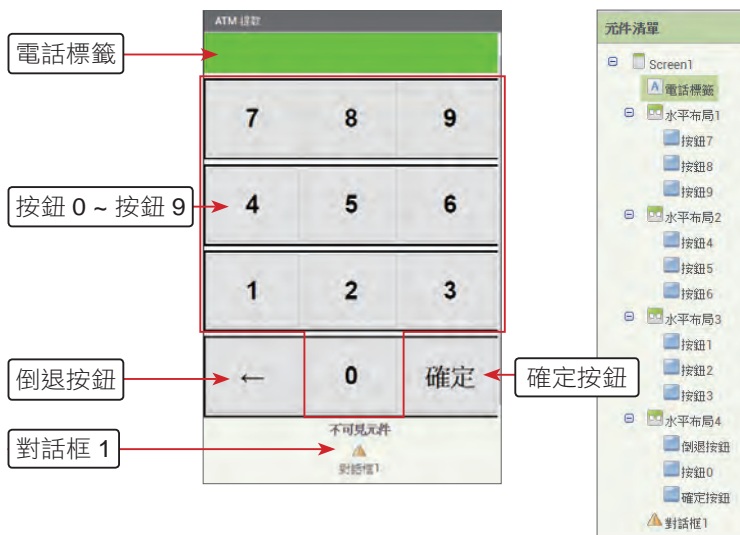 ATM 提款
電話標籤
7 8 9
按鈕 0 ~ 按鈕 9
4 5 6
1 2 3
倒退按鈕
← 0 確定
確定按鈕
不可見元件
對話框 1
對話框1
元件清單
Screen1
電話標籤
水平布局1
按鈕7
按鈕8
按鈕9
水平布局2
按鈕4
按鈕5
按鈕6
水平布局3
按鈕1
按鈕2
按鈕3
水平布局4
倒退按鈕
按鈕0
確定按鈕
對話框1